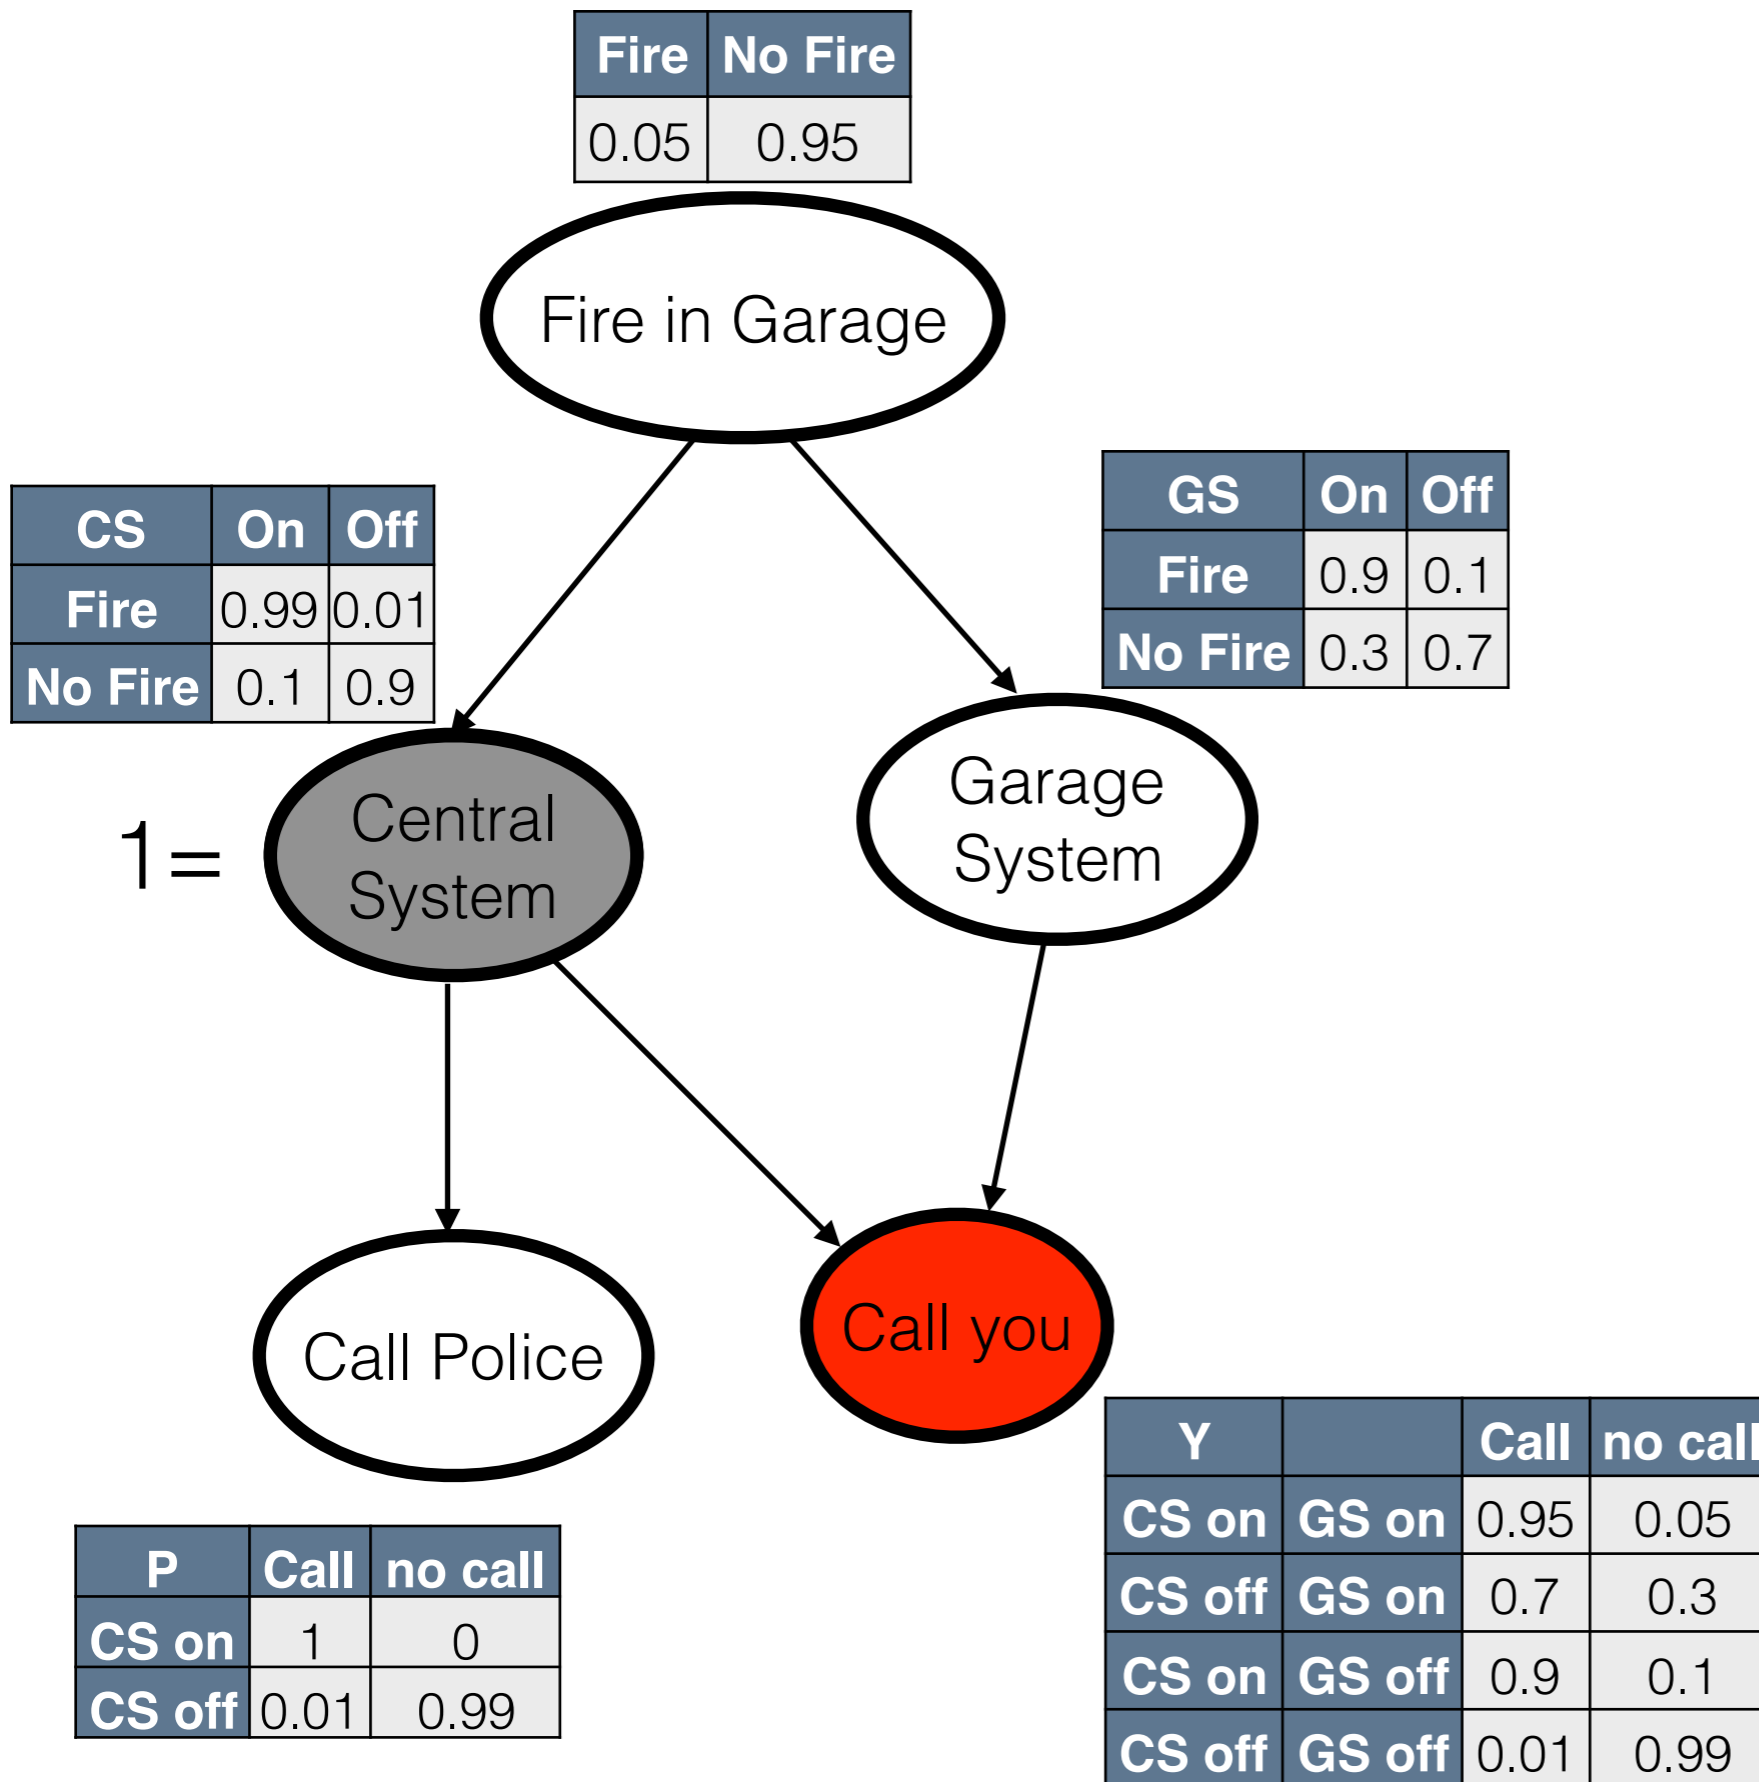 Fire No Fire
0.05 0.95
Fire in Garage
CS On Off
Fire 0.99 0.01
No Fire 0.1 0.9
GS On Off
Fire 0.9 0.1
No Fire 0.3 0.7
1=
Central
System
Garage
System
Call Police
Call you
P Call no call
CS on 1 0
CS off 0.01 0.99
Y Call no call
CS on GS on 0.95 0.05
CS off GS on 0.7 0.3
CS on GS off 0.9 0.1
CS off GS off 0.01 0.99